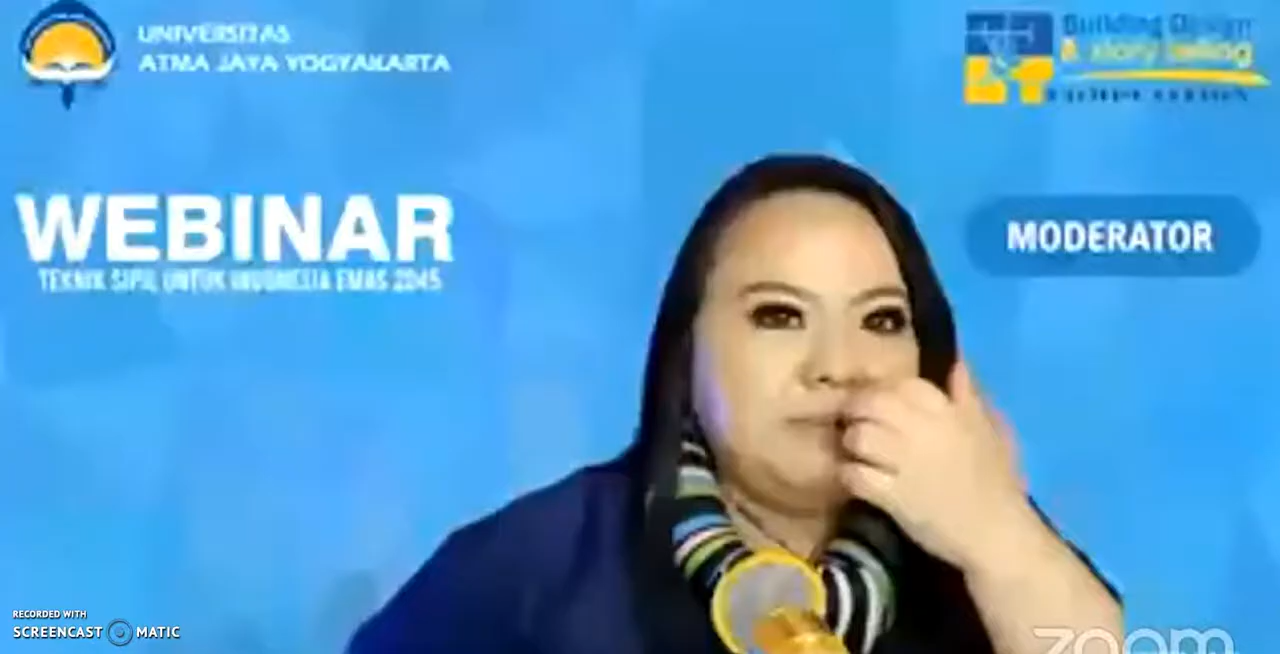 UNIVERSITAS
ATMA JAYA YOGYAKARTA
Building Design
& story telling
WEBINAR
TEKNIK SIPIL UNTUK INDONESIA EMAS 2045
MODERATOR
RECORDED WITH
SCREENCAST MATIC
zoom